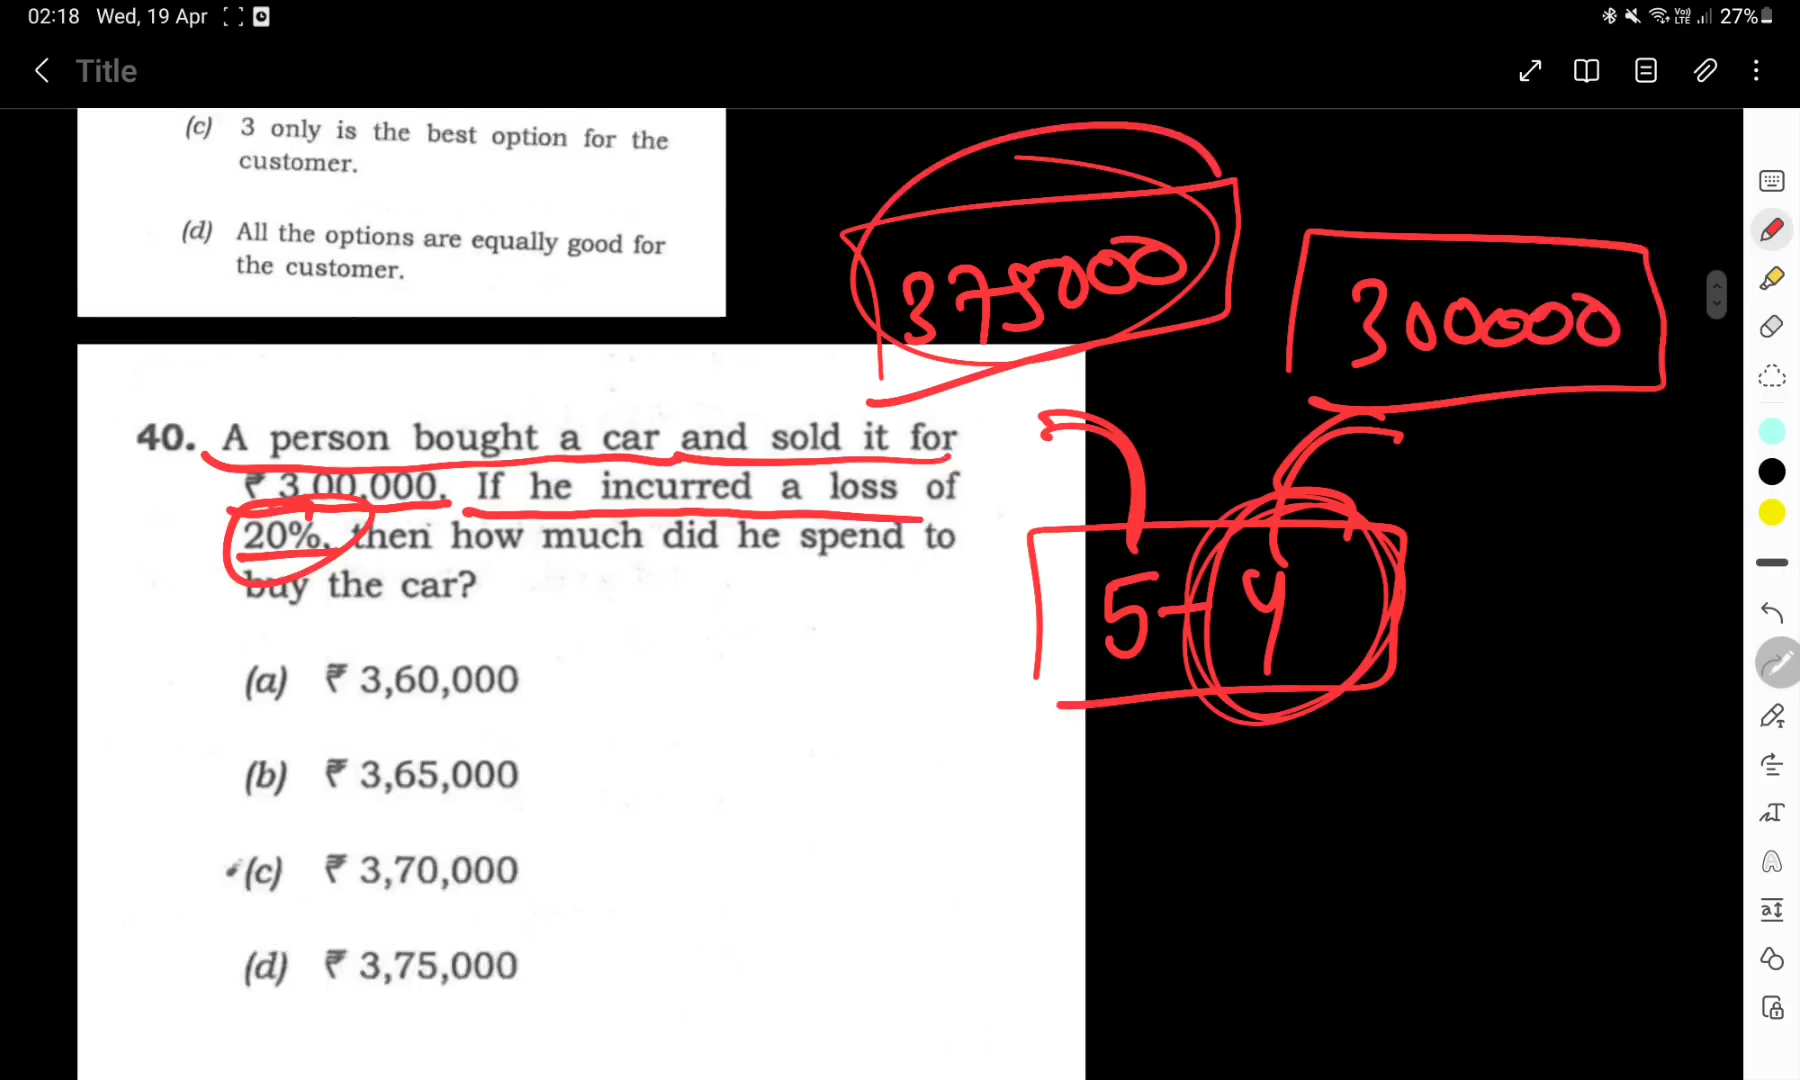 02:18 Wed, 19 Apr
Vo)) LTE 27%
Title
(c) 3 only is the best option for the
customer.
(d) All the options are equally good for
the customer.
375000
300000
40. A person bought a car and sold it for
₹ 3,00,000. If he incurred a loss of
20%, then how much did he spend to
buy the car?
5-4
(a) ₹ 3,60,000
(b) ₹ 3,65,000
(c) ₹ 3,70,000
(d) ₹ 3,75,000